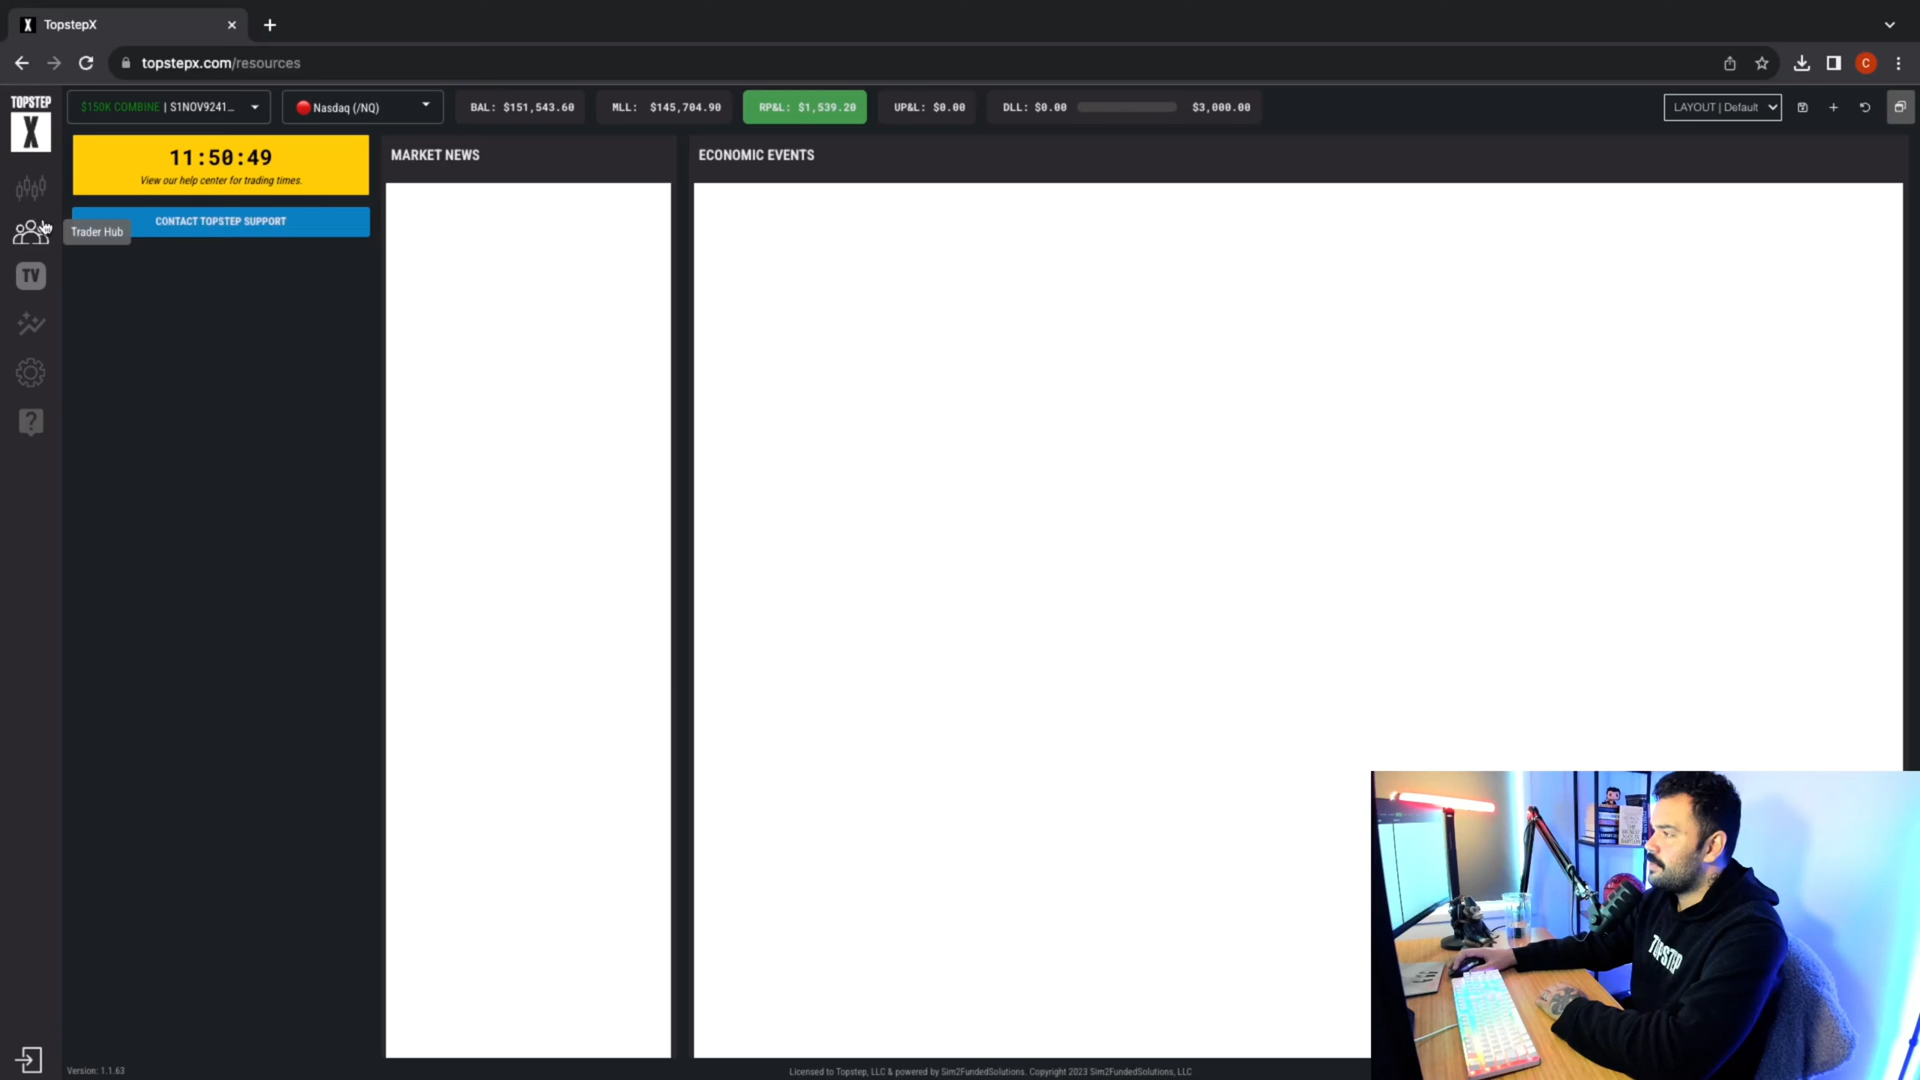 TopstepX
topstepx.com/resources
C
TOPSTEP
X
$150K COMBINE | S1NOV9241...
Nasdaq (/NQ)
BAL: $151,543.60
MLL: $145,704.90
RP&L: $1,539.20
UP&L: $0.00
DLL: $0.00
$3,000.00
LAYOUT | Default
11:50:49
View our help center for trading times.
CONTACT TOPSTEP SUPPORT
Trader Hub
TV
MARKET NEWS
ECONOMIC EVENTS
TOPSTEP
Version: 1.1.63
Licensed to Topstep, LLC & powered by Sim2FundedSolutions. Copyright 2023 Sim2FundedSolutions, LLC